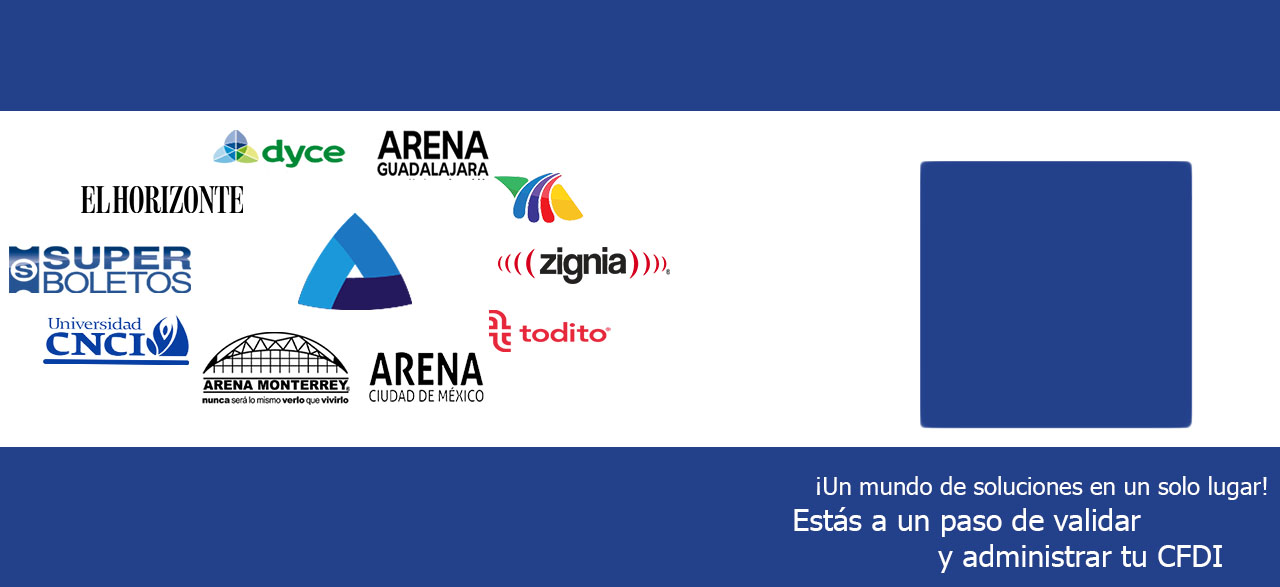 dyce
ARENA
GUADALAJARA
EL HORIZONTE
SUPER
BOLETOS
S
zignia
®
Universidad
CNCI
todito®
ARENA MONTERREY
nunca será lo mismo verlo que vivirlo
ARENA
CIUDAD DE MÉXICO
¡Un mundo de soluciones en un solo lugar!
Estás a un paso de validar
y administrar tu CFDI